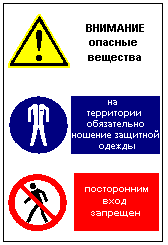 ВНИМАНИЕ
опасные
вещества
на
территории
обязательно
ношение защитной
одежды
посторонним
вход
запрещен